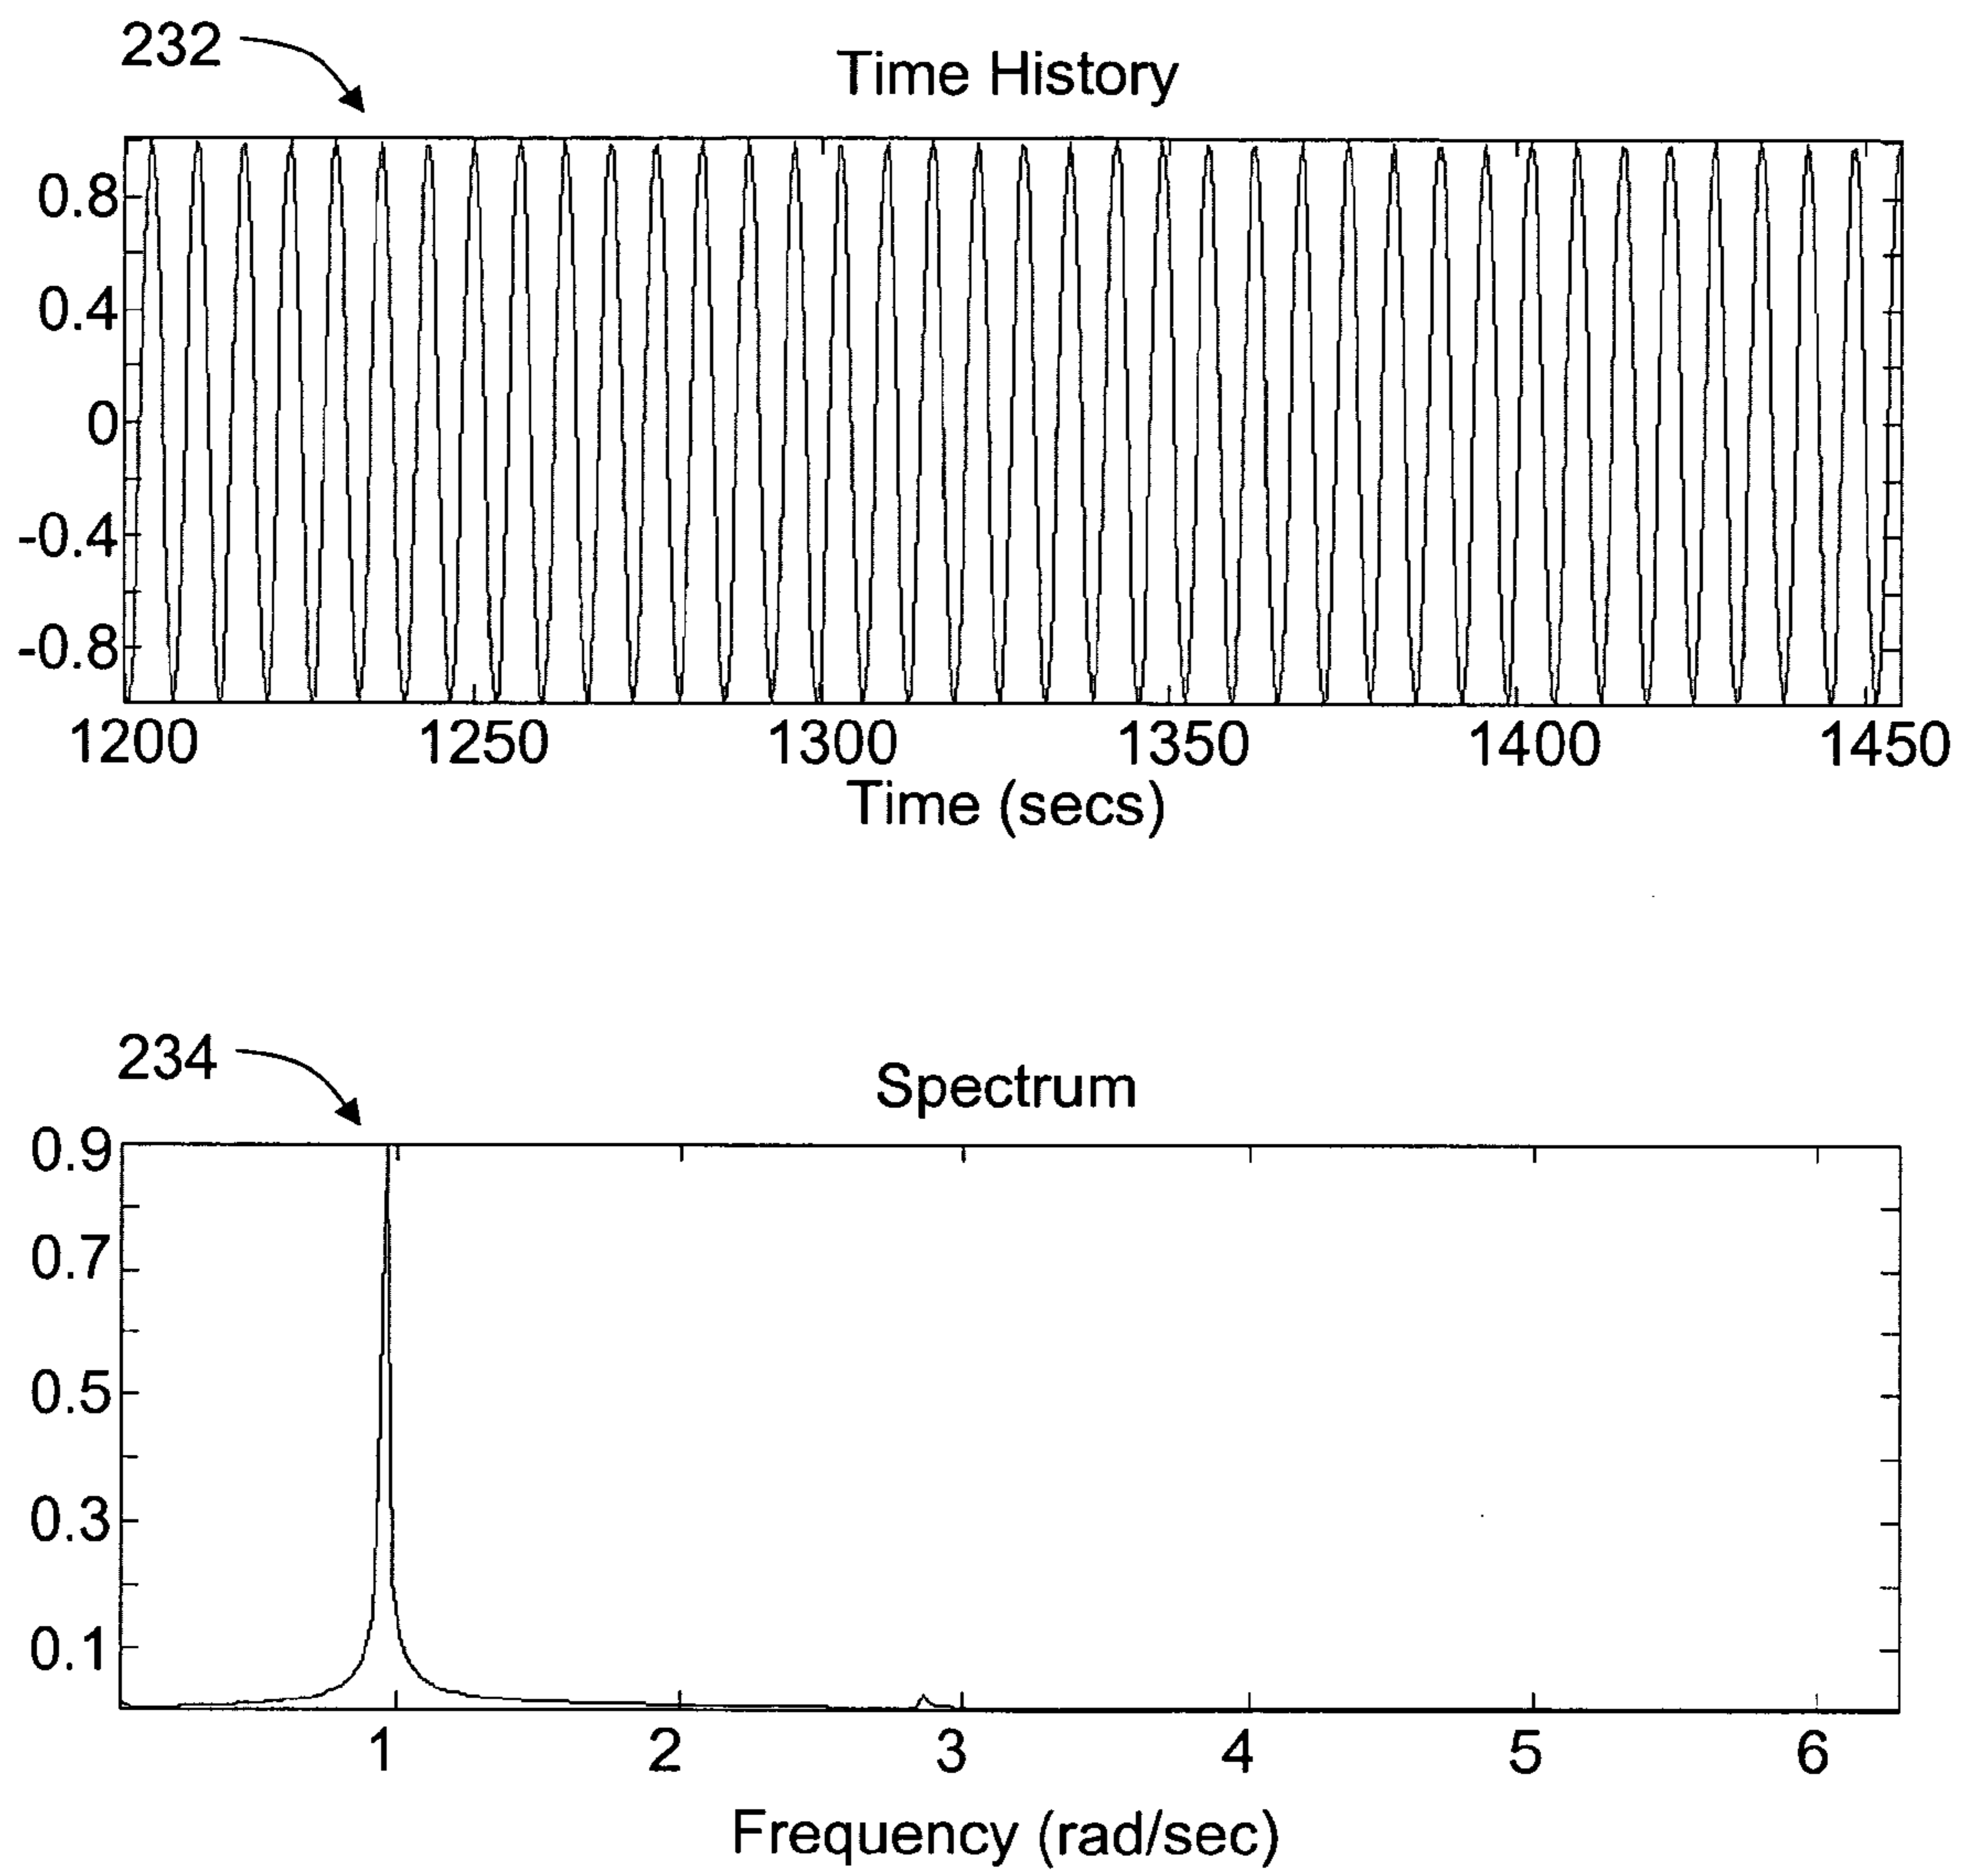 232
Time History
0.8
0.4
0
-0.4
-0.8
1200 1250 1300 1350 1400 1450
Time (secs)
234
Spectrum
0.9
0.7
0.5
0.3
0.1
1 2 3 4 5 6
Frequency (rad/sec)